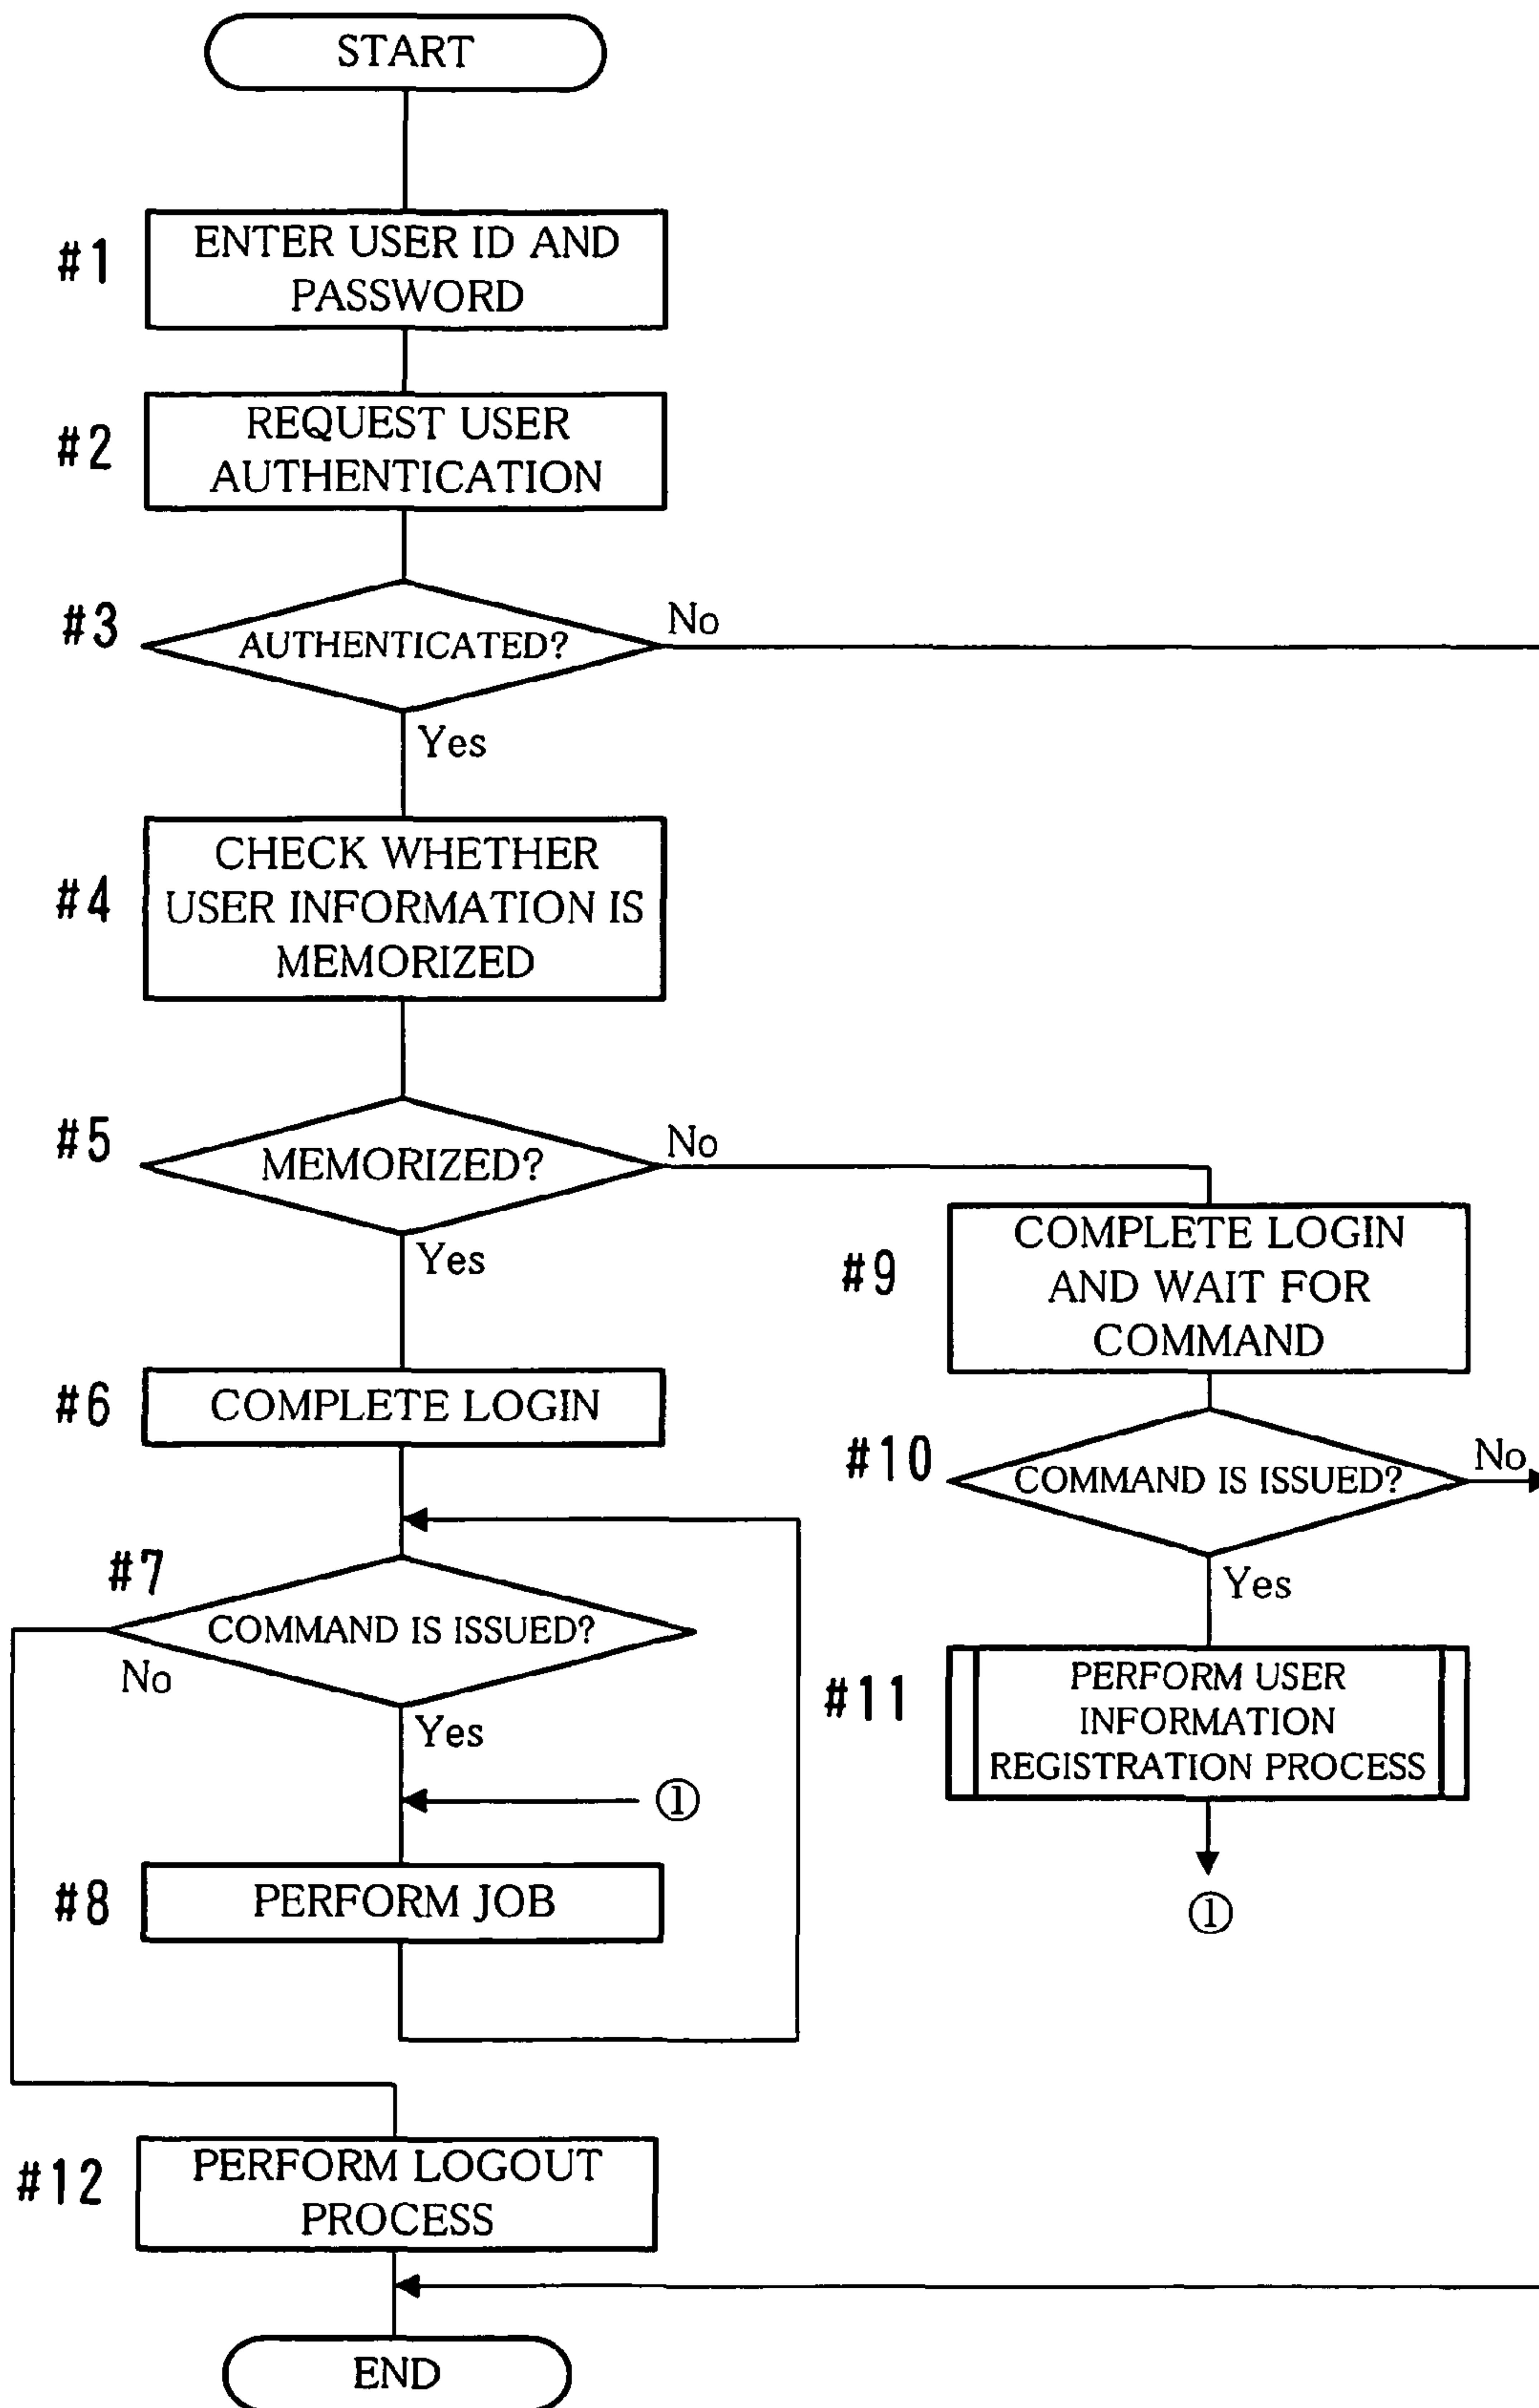 START
#1
ENTER USER ID AND
PASSWORD
#2
REQUEST USER
AUTHENTICATION
#3
AUTHENTICATED?
No
Yes
#4
CHECK WHETHER
USER INFORMATION IS
MEMORIZED
#5
MEMORIZED?
No
Yes
#9
COMPLETE LOGIN
AND WAIT FOR
COMMAND
#6
COMPLETE LOGIN
#10
COMMAND IS ISSUED?
No
Yes
#7
COMMAND IS ISSUED?
No
Yes
#11
PERFORM USER
INFORMATION
REGISTRATION PROCESS
①
①
#8
PERFORM JOB
#12
PERFORM LOGOUT
PROCESS
END